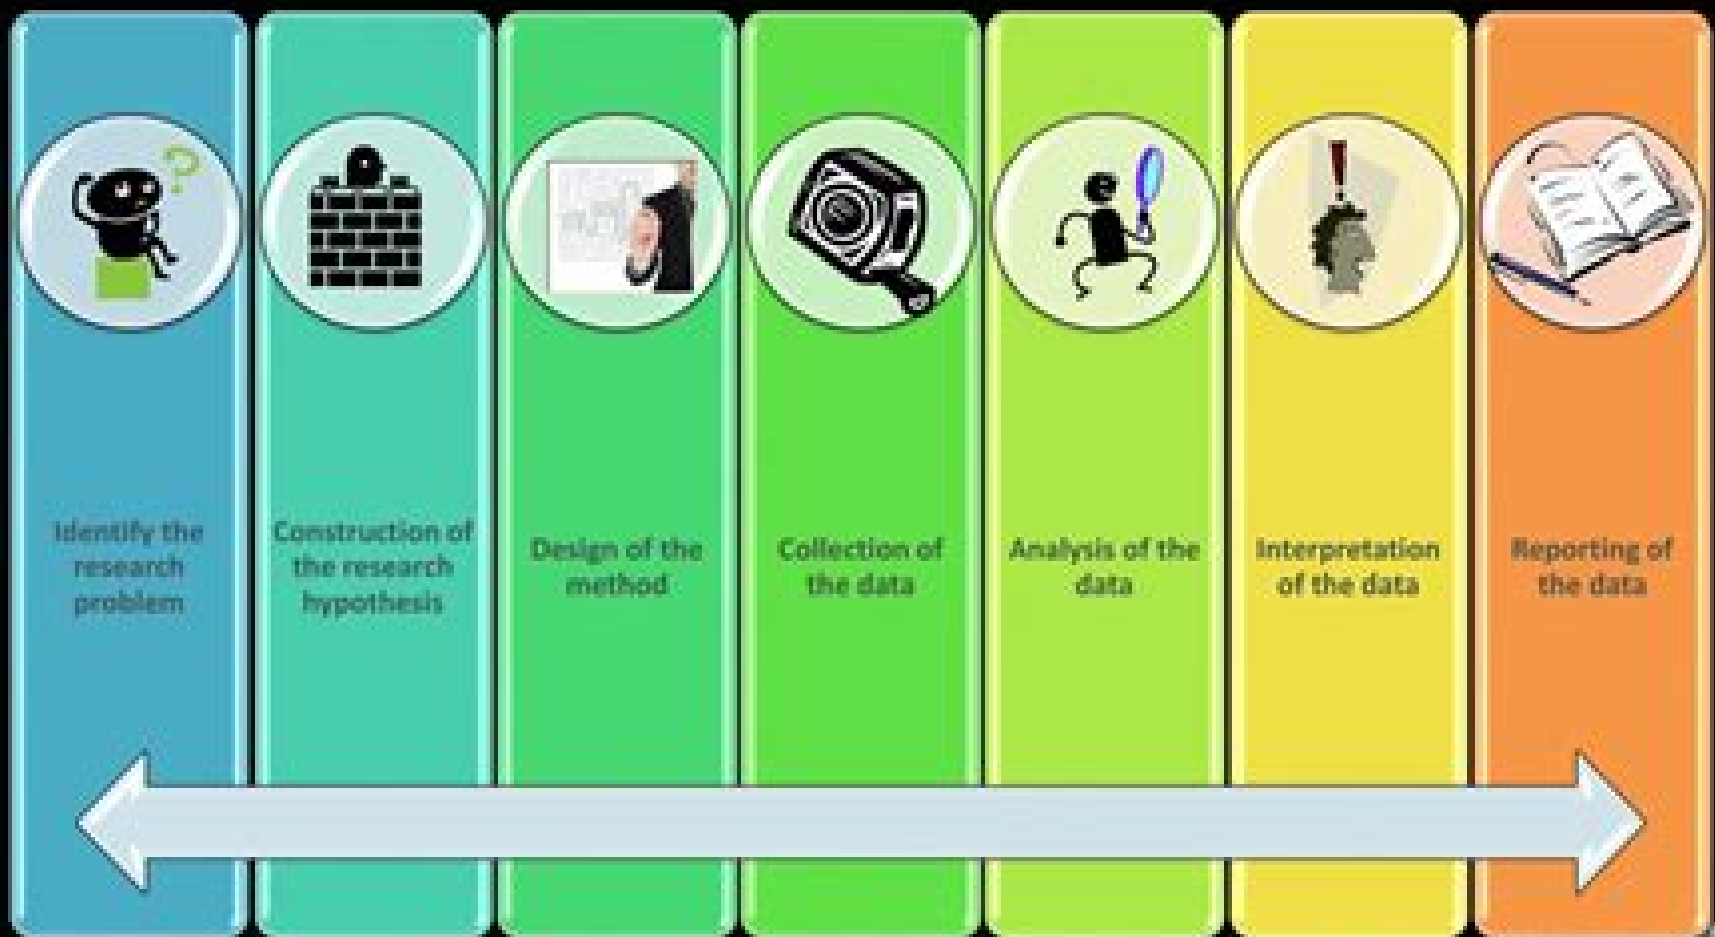 Identify the
research
problem
Construction of
the research
hypothesis
Design of the
method
Collection of
the data
Analysis of the
data
Interpretation
of the data
Reporting of
the data